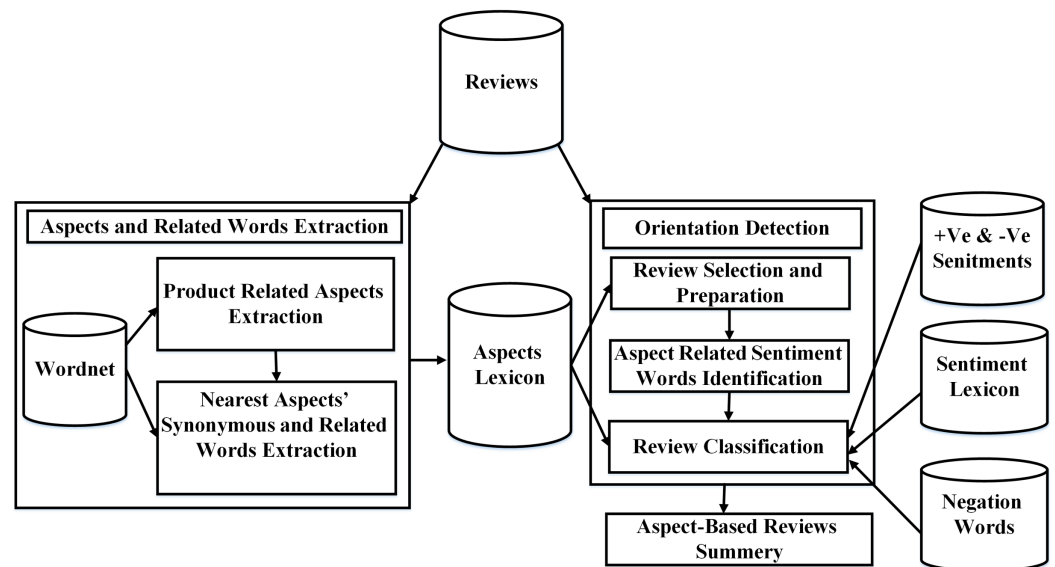 Reviews
Aspects and Related Words Extraction
Product Related Aspects
Extraction
Wordnet
Nearest Aspects’
Synonymous and Related
Words Extraction
Aspects
Lexicon
Orientation Detection
Review Selection and
Preparation
Aspect Related Sentiment
Words Identification
Review Classification
Aspect-Based Reviews
Summery
+Ve & -Ve
Senitments
Sentiment
Lexicon
Negation
Words